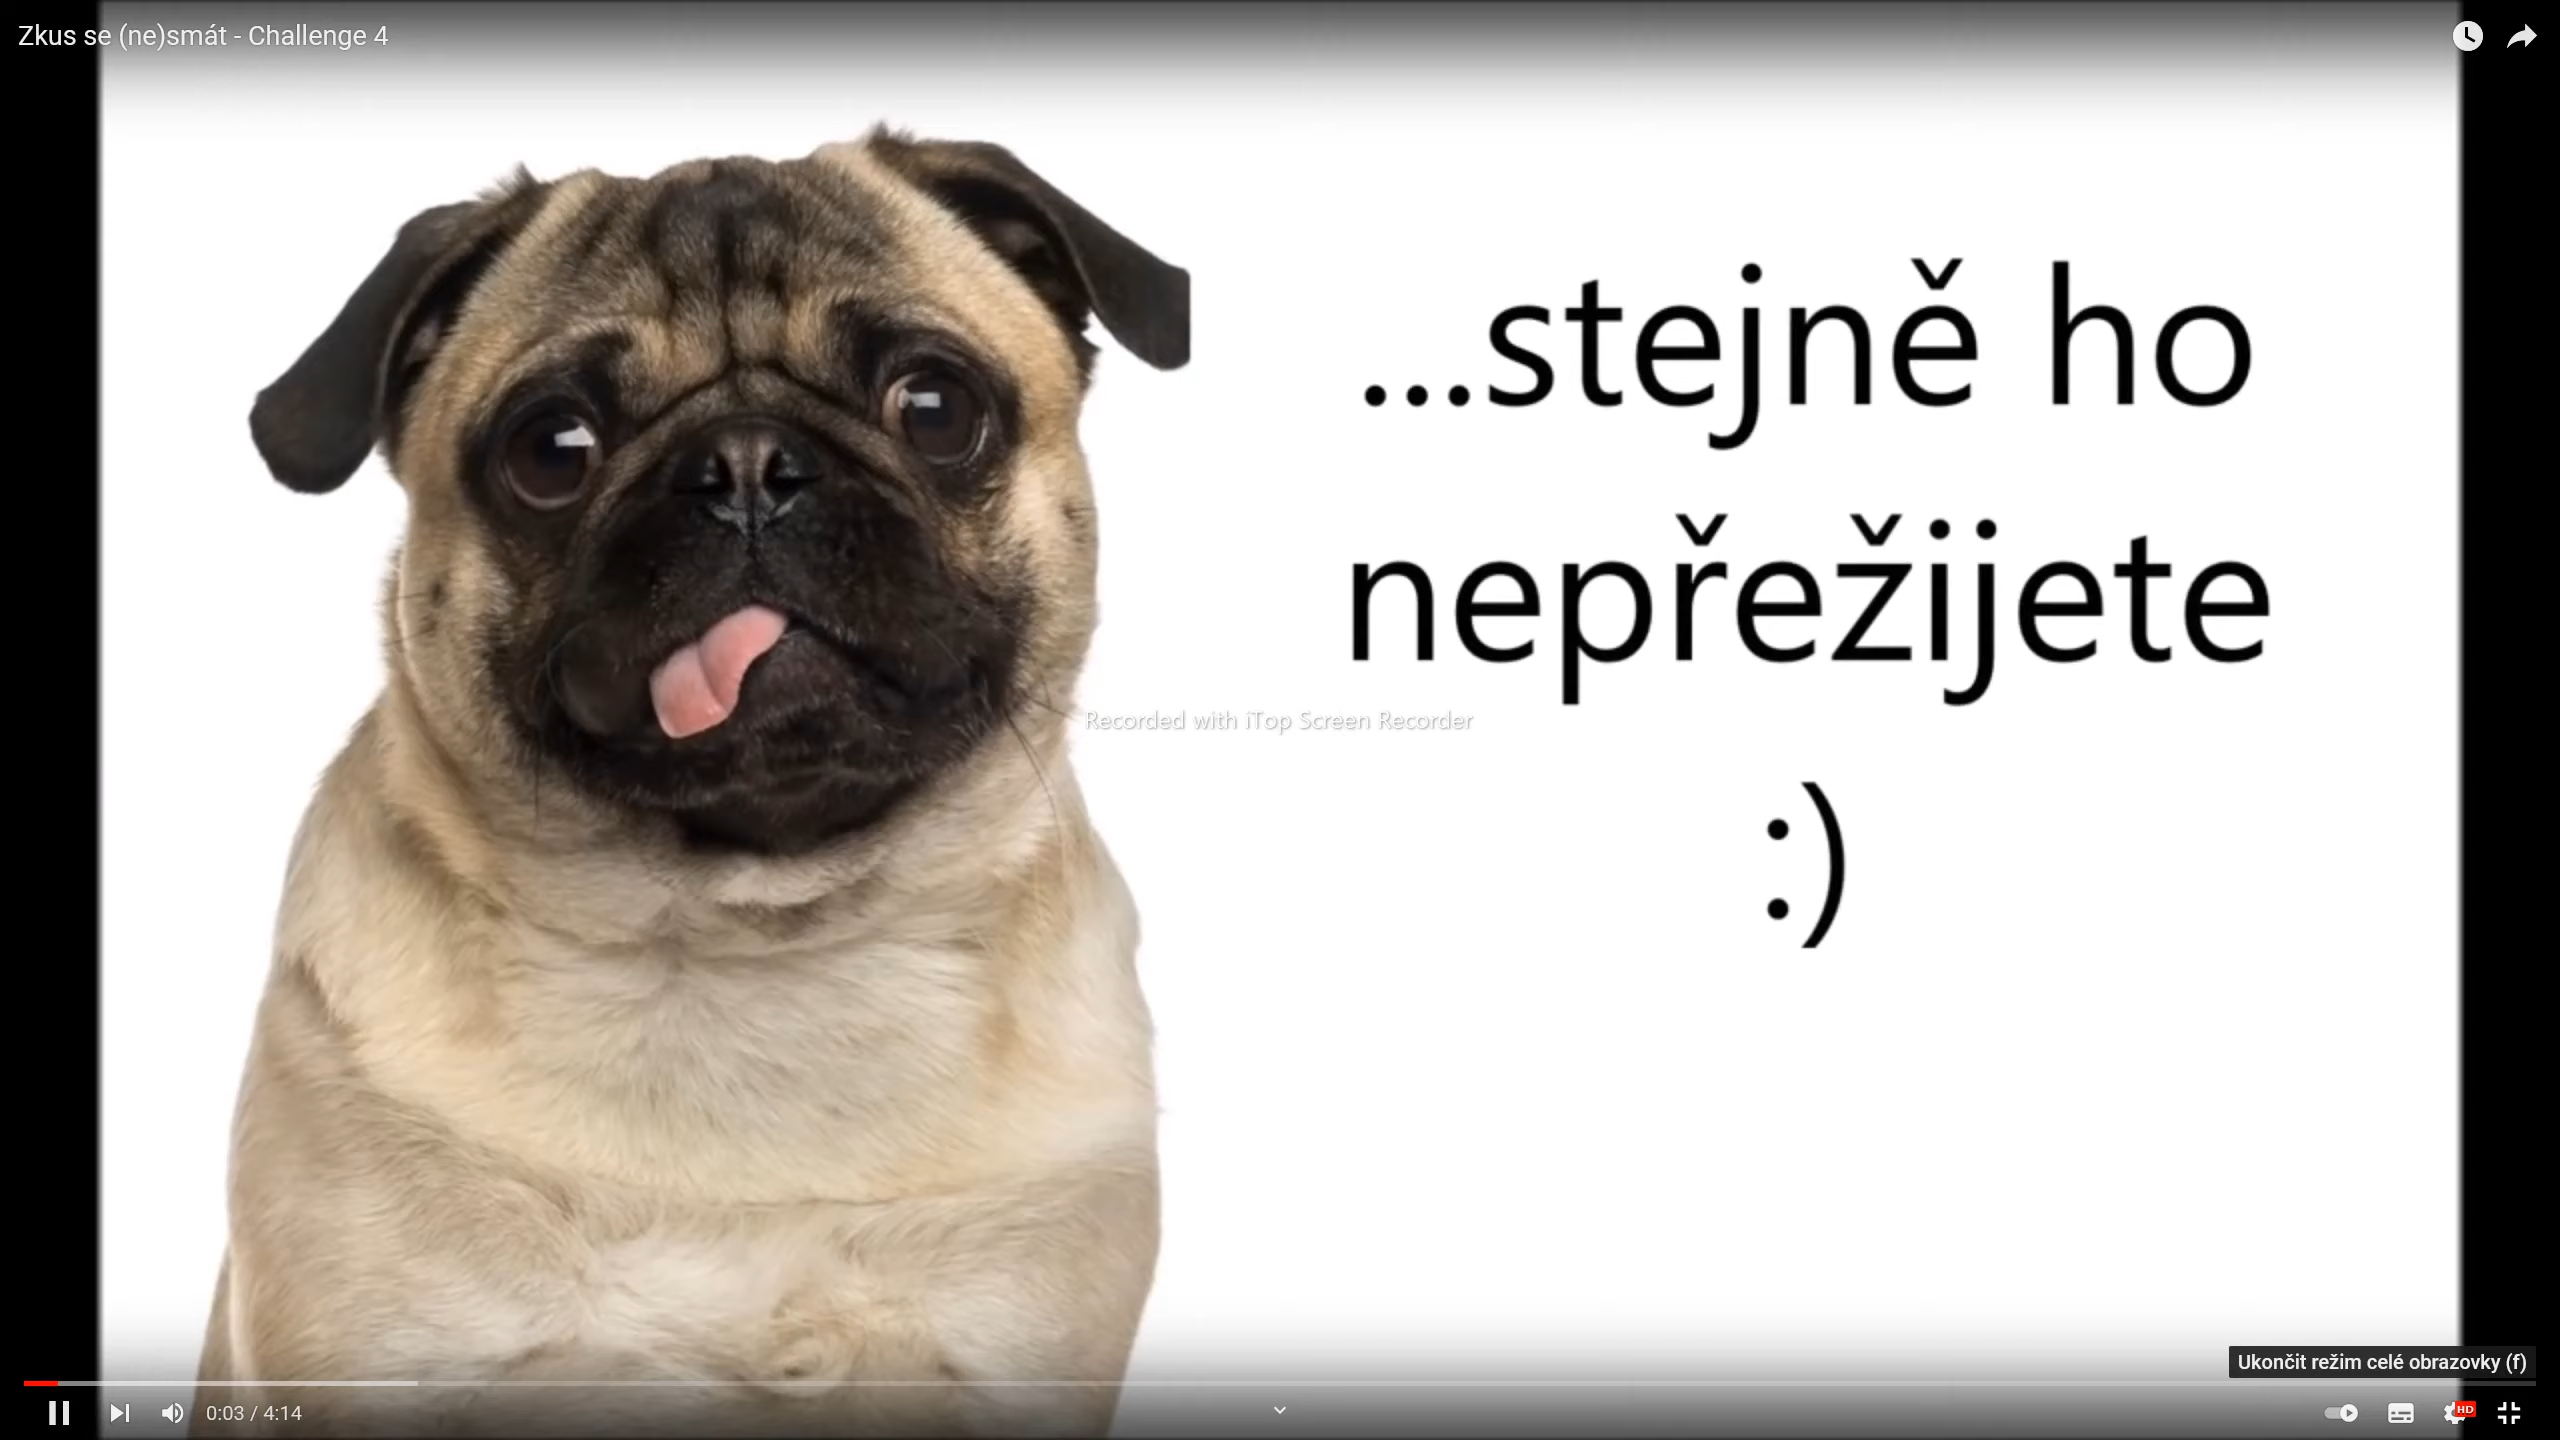 Zkus se (ne)smát - Challenge 4
...stejně ho
nepřežijete
:)
Recorded with iTop Screen Recorder
Ukončit režim celé obrazovky (f)
0:03 / 4:14
HD